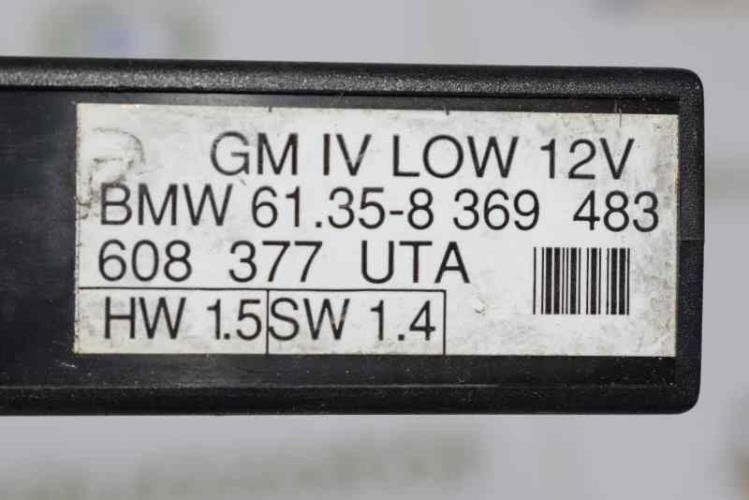 GM IV LOW 12V
BMW 61.35-8 369 483
608 377 UTA
HW 1.5 SW 1.4